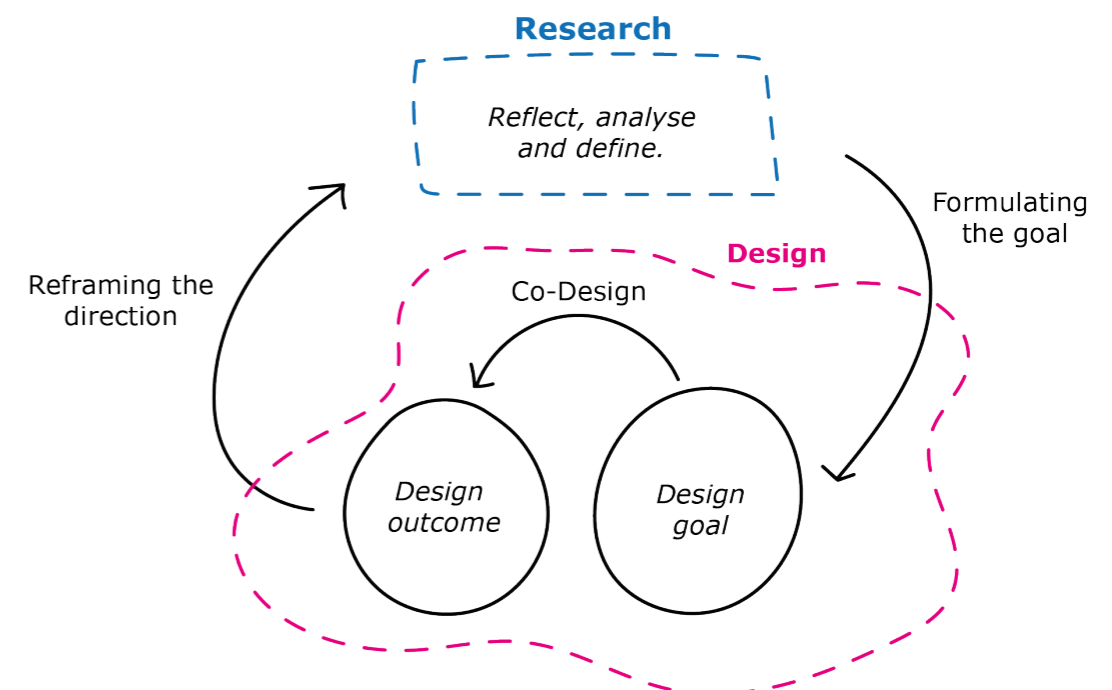 Research
Reflect, analyse
and define.
Formulating
the goal
Design
Reframing the
direction
Co-Design
Design
outcome
Design
goal